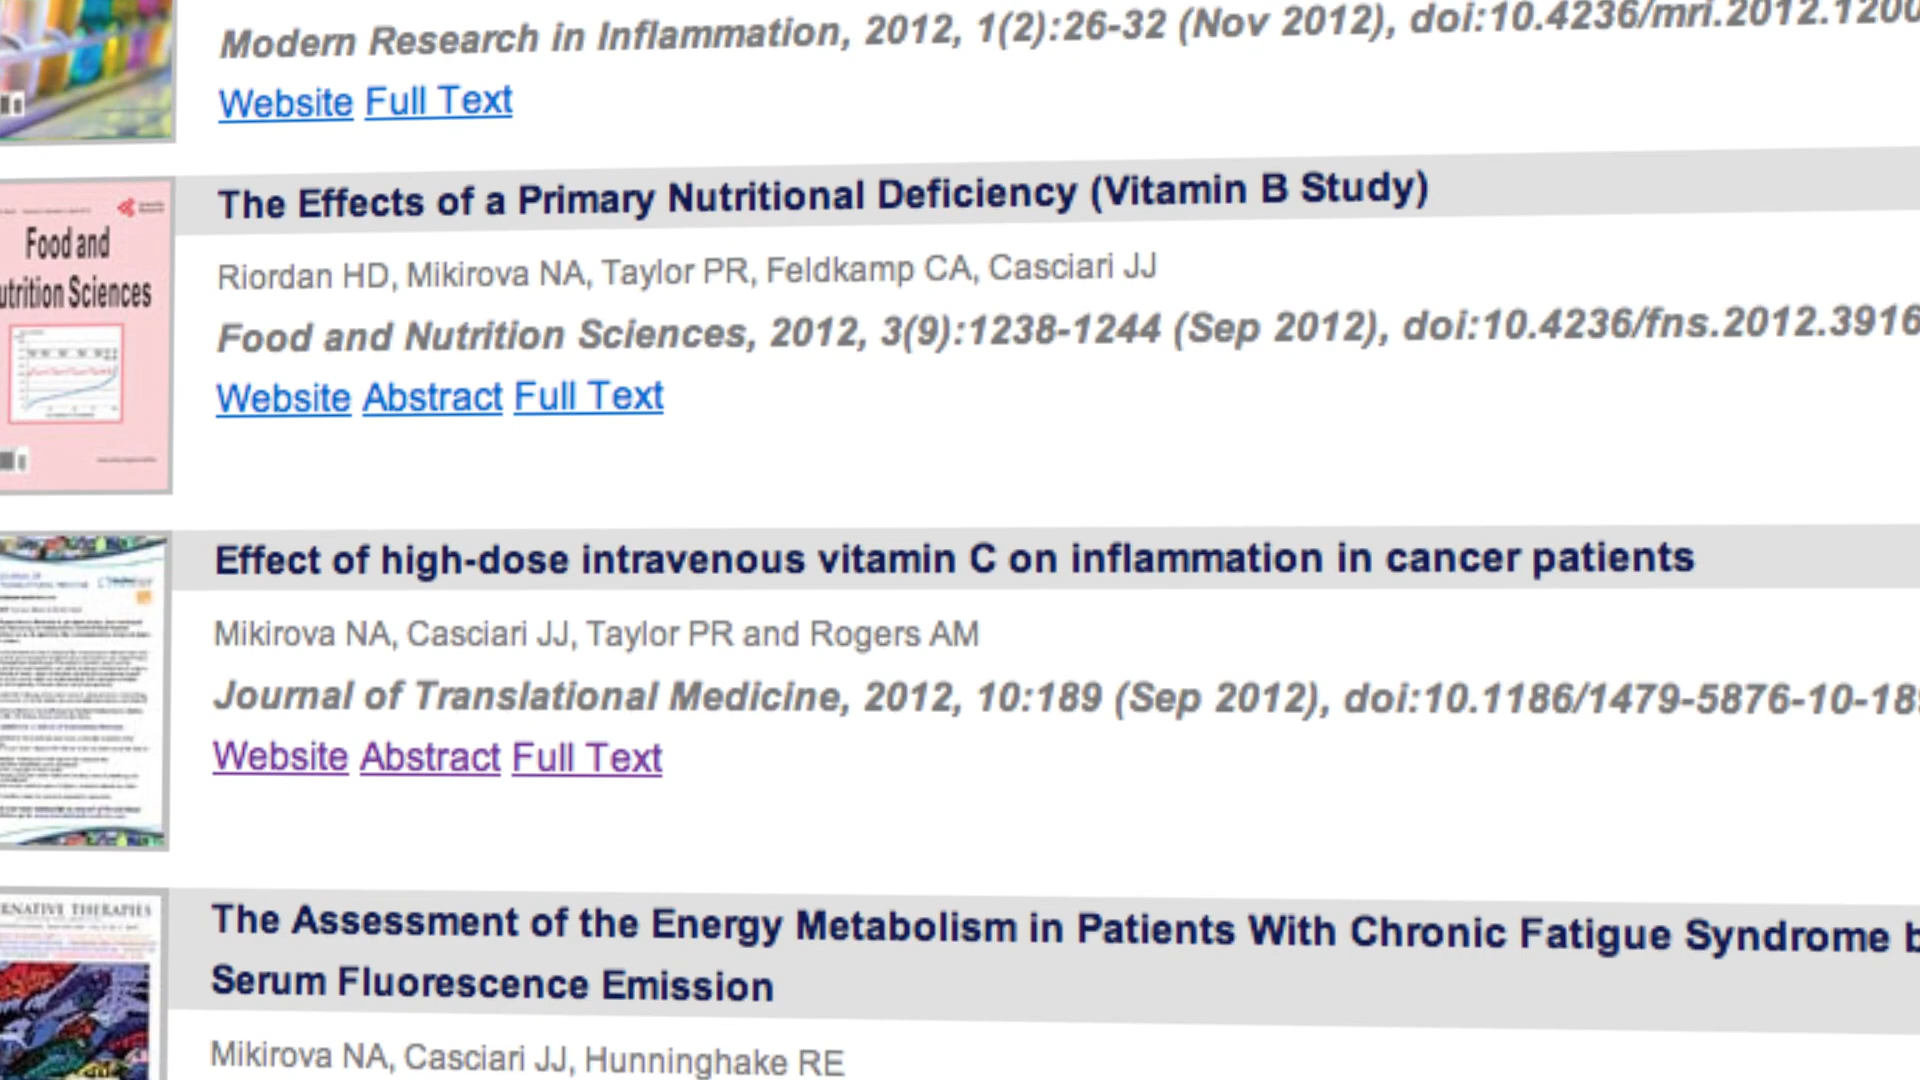 Modern Research in Inflammation, 2012, 1(2):26-32 (Nov 2012), doi:10.4236/mri.2012.1200
Website Full Text
The Effects of a Primary Nutritional Deficiency (Vitamin B Study)
Food and
utrition Sciences
Riordan HD, Mikirova NA, Taylor PR, Feldkamp CA, Casciari JJ
Food and Nutrition Sciences, 2012, 3(9):1238-1244 (Sep 2012), doi:10.4236/fns.2012.3916
Website Abstract Full Text
Effect of high-dose intravenous vitamin C on inflammation in cancer patients
Mikirova NA, Casciari JJ, Taylor PR and Rogers AM
Journal of Translational Medicine, 2012, 10:189 (Sep 2012), doi:10.1186/1479-5876-10-189
Website Abstract Full Text
RNATIVE THERAPIES
The Assessment of the Energy Metabolism in Patients With Chronic Fatigue Syndrome b
Serum Fluorescence Emission
Mikirova NA, Casciari JJ, Hunninghake RE